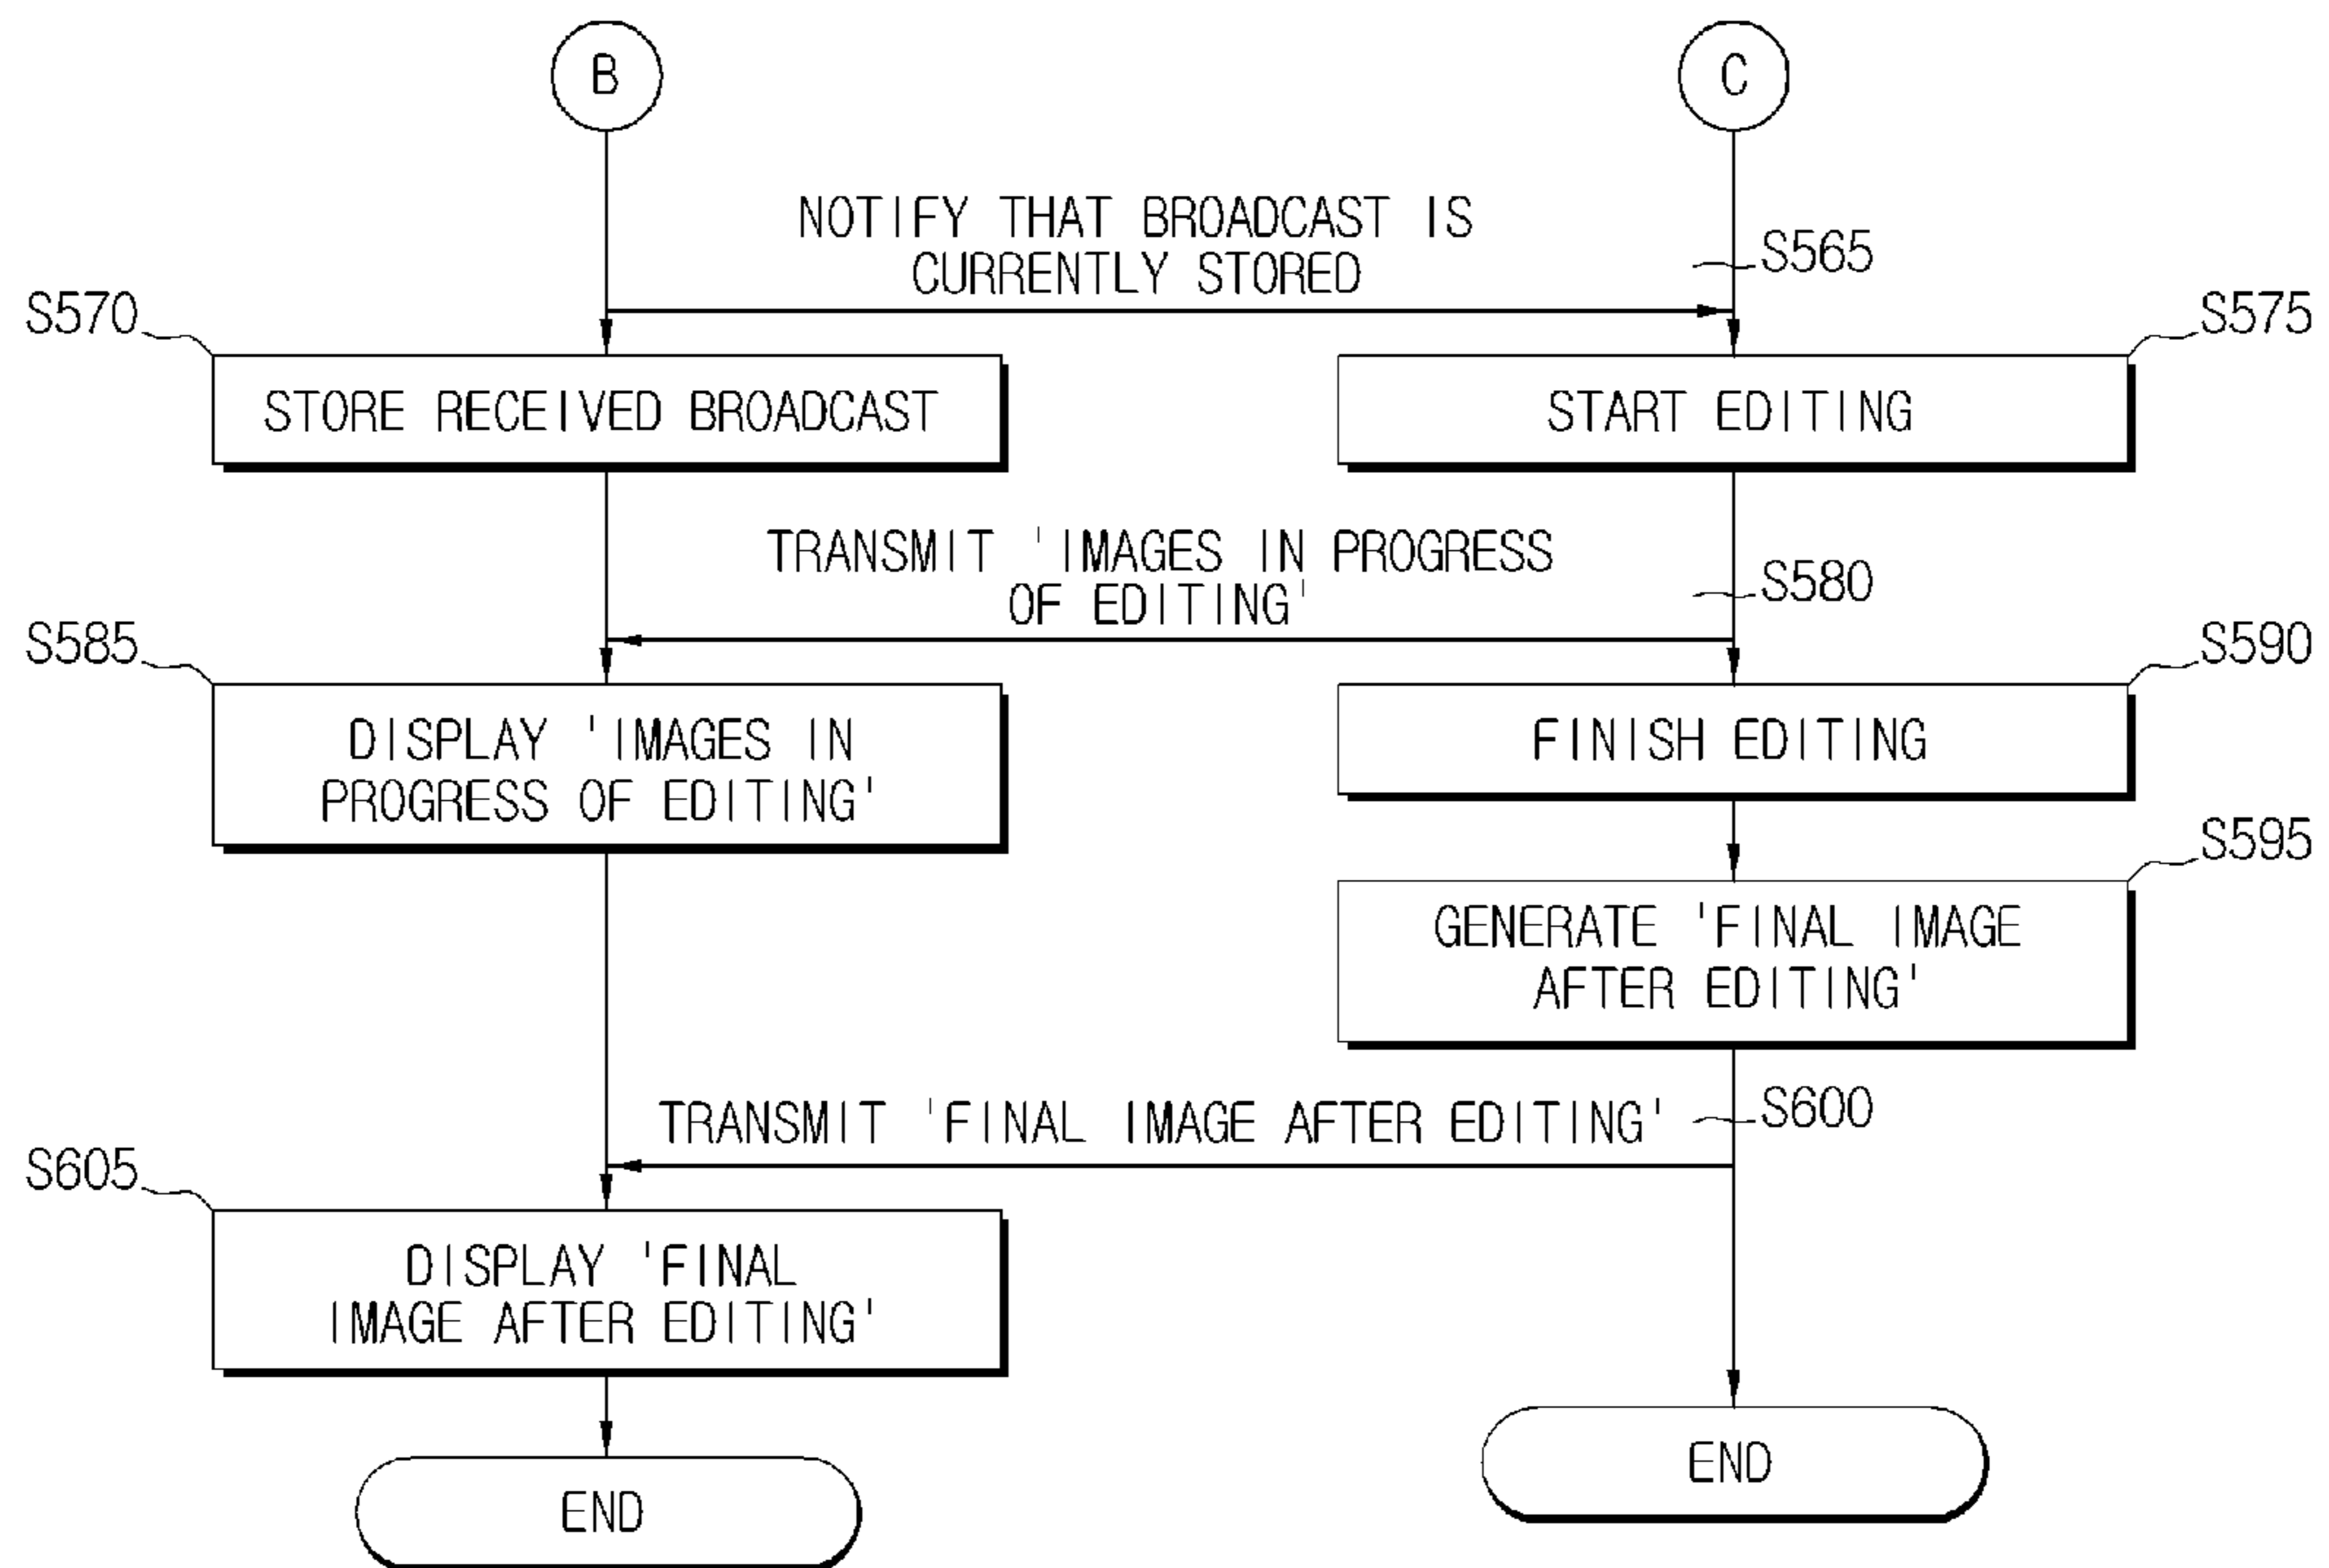 B
C
NOTIFY THAT BROADCAST IS
CURRENTLY STORED
S565
S570
S575
STORE RECEIVED BROADCAST
START EDITING
TRANSMIT 'IMAGES IN PROGRESS
OF EDITING'
S580
S585
S590
DISPLAY 'IMAGES IN
PROGRESS OF EDITING'
FINISH EDITING
S595
GENERATE 'FINAL IMAGE
AFTER EDITING'
TRANSMIT 'FINAL IMAGE AFTER EDITING'
S600
S605
DISPLAY 'FINAL
IMAGE AFTER EDITING'
END
END